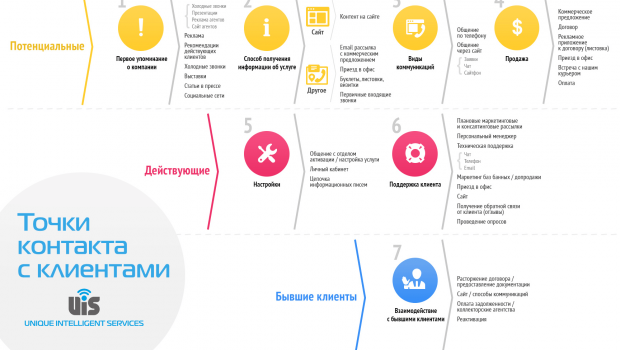 Потенциальные
1
Первое упоминание
о компании
Холодные звонки
Презентации
Реклама агентов
Сайт агентов
Реклама
Рекомендации
действующих
клиентов
Холодные звонки
Выставки
Статьи в прессе
Социальные сети
2
Способ получения
информации об услуге
Сайт
Контент на сайте
Другое
Email рассылка
с коммерческим
предложением
Приезд в офис
Буклеты, листовки,
визитки
Первичные входящие
звонки
3
Виды
коммуникаций
Общение
по телефону
Общение
через сайт
Заявки
Чат
Сайтфон
4
$
Продажа
Коммерческое
предложение
Договор
Рекламное
приложение
к договору (листовка)
Приезд в офис
Встреча с нашим
курьером
Оплата
Действующие
5
Настройки
Общение с отделом
активации / настройка услуги
Личный кабинет
Цепочка
информационных писем
6
Поддержка клиента
Плановые маркетинговые
и консалтинговые рассылки
Персональный менеджер
Техническая поддержка
Чат
Телефон
Email
Маркетинг баз банных / допродажи
Приезд в офис
Сайт
Получение обратной связи
от клиента (отзывы)
Проведение опросов
Бывшие клиенты
7
Взаимодействие
с бывшими клиентами
Расторжение договора /
предоставление документации
Сайт / способы коммуникаций
Оплата задолженности /
коллекторские агентства
Реактивация
Точки
контакта
с клиентами
UIS
UNIQUE INTELLIGENT SERVICES